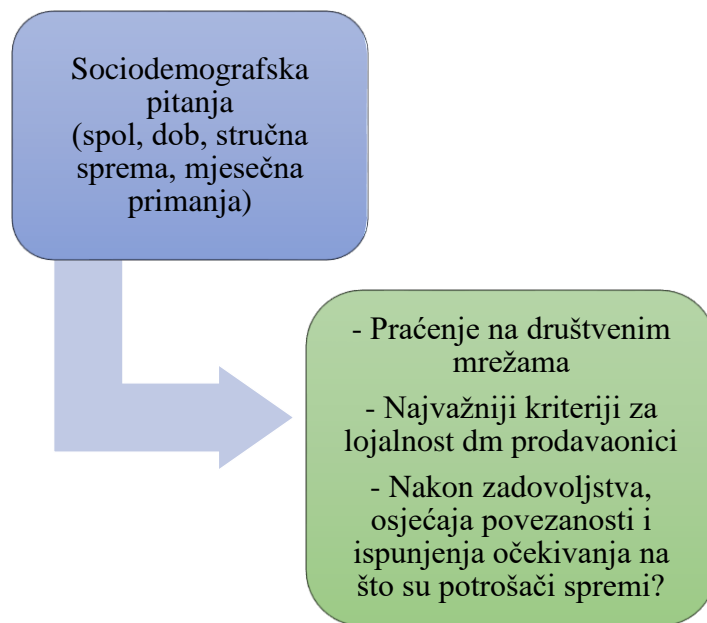 Sociodemografska
pitanja
(spol, dob, stručna
sprema, mjesečna
primanja)
- Praćenje na društvenim
mrežama
- Najvažniji kriteriji za
lojalnost dm prodavaonici
- Nakon zadovoljstva,
osjećaja povezanosti i
ispunjenja očekivanja na
što su potrošači spremi?